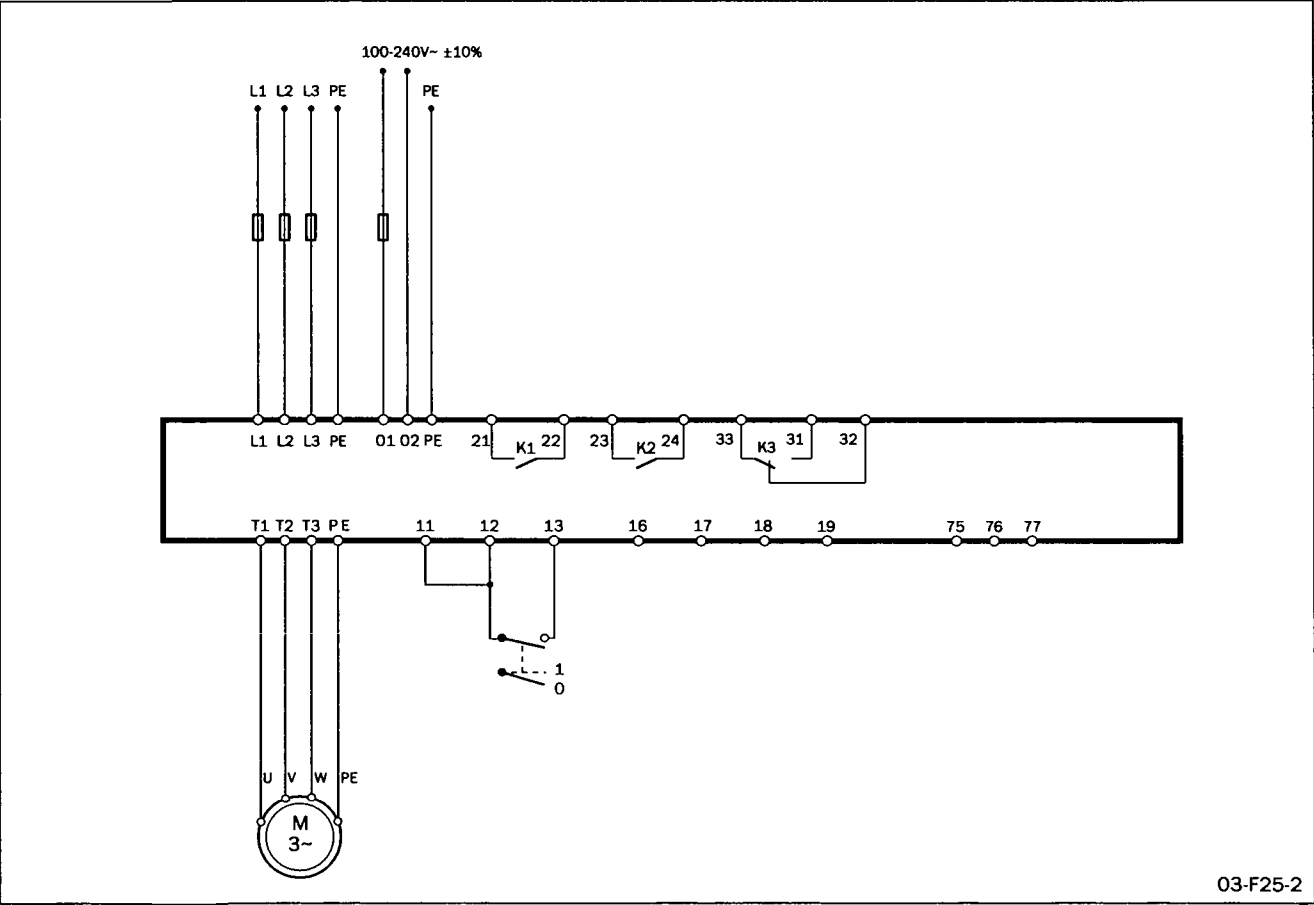 100-240V~ ±10%
L1 L2 L3 PE PE
L1 L2 L3 PE 01 02 PE 21 K1 22 23 K2 24 33 K3 31 32
T1 T2 T3 PE 11 12 13 16 17 18 19 75 76 77
1
0
U V W PE
M
3~
03-F25-2